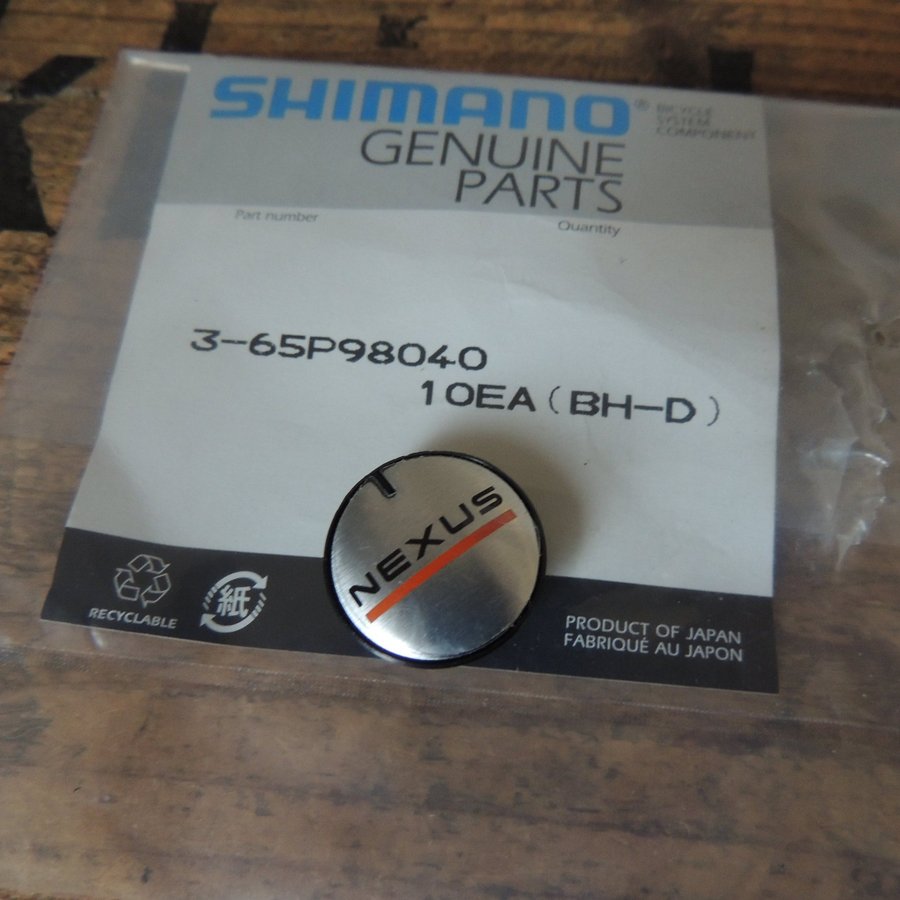 SHIMANO®
BICYCLE
SYSTEM
COMPONENT
GENUINE
PARTS
Part number
Quantity
3-65P98040
10EA(BH-D)
NEXUS
RECYCLABLE
紙
PRODUCT OF JAPAN
FABRIQUÉ AU JAPON